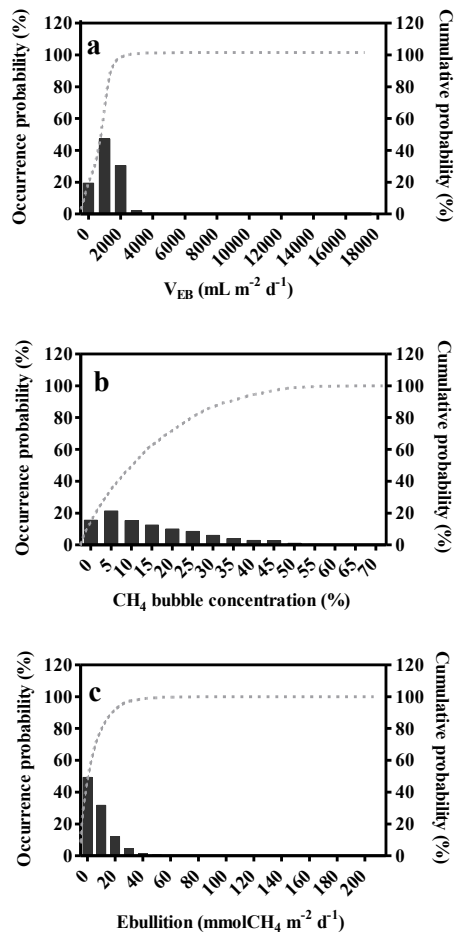 120
100
80
60
40
20
0
a
120
100
80
60
40
20
0
Occurrence probability (%)
Cumulative probability (%)
0 2000 4000 6000 8000 10000 12000 14000 16000 18000
V_EB (mL m⁻² d⁻¹)
120
100
80
60
40
20
0
b
120
100
80
60
40
20
0
Occurrence probability (%)
Cumulative probability (%)
0 5 10 15 20 25 30 35 40 45 50 55 60 65 70
CH₄ bubble concentration (%)
120
100
80
60
40
20
0
c
120
100
80
60
40
20
0
Occurrence probability (%)
Cumulative probability (%)
0 20 40 60 80 100 120 140 160 180 200
Ebullition (mmolCH₄ m⁻² d⁻¹)